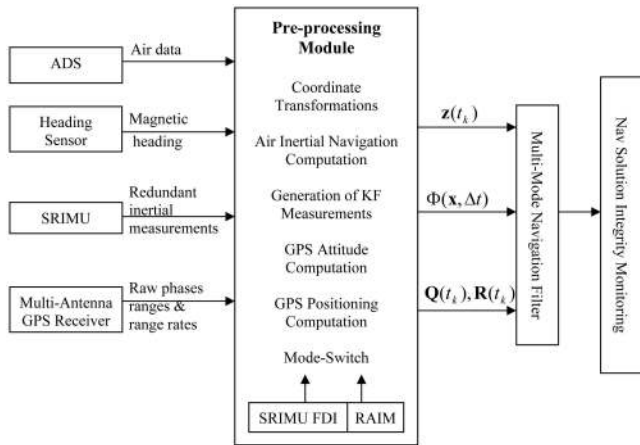 ADS
Air data
Heading
Sensor
Magnetic
heading
SRIMU
Redundant
inertial
measurements
Multi-Antenna
GPS Receiver
Raw phases
ranges &
range rates
Pre-processing
Module
Coordinate
Transformations
Air Inertial Navigation
Computation
Generation of KF
Measurements
GPS Attitude
Computation
GPS Positioning
Computation
Mode-Switch
SRIMU FDI
RAIM
z(tₖ)
Φ(x, Δt)
Q(tₖ), R(tₖ)
Multi-Mode Navigation Filter
Nav Solution Integrity Monitoring